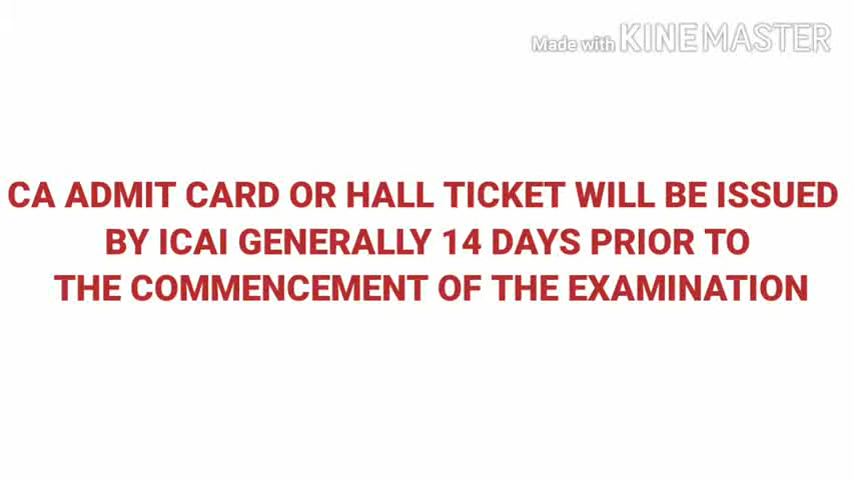 Made with KINEMASTER
CA ADMIT CARD OR HALL TICKET WILL BE ISSUED
BY ICAI GENERALLY 14 DAYS PRIOR TO
THE COMMENCEMENT OF THE EXAMINATION